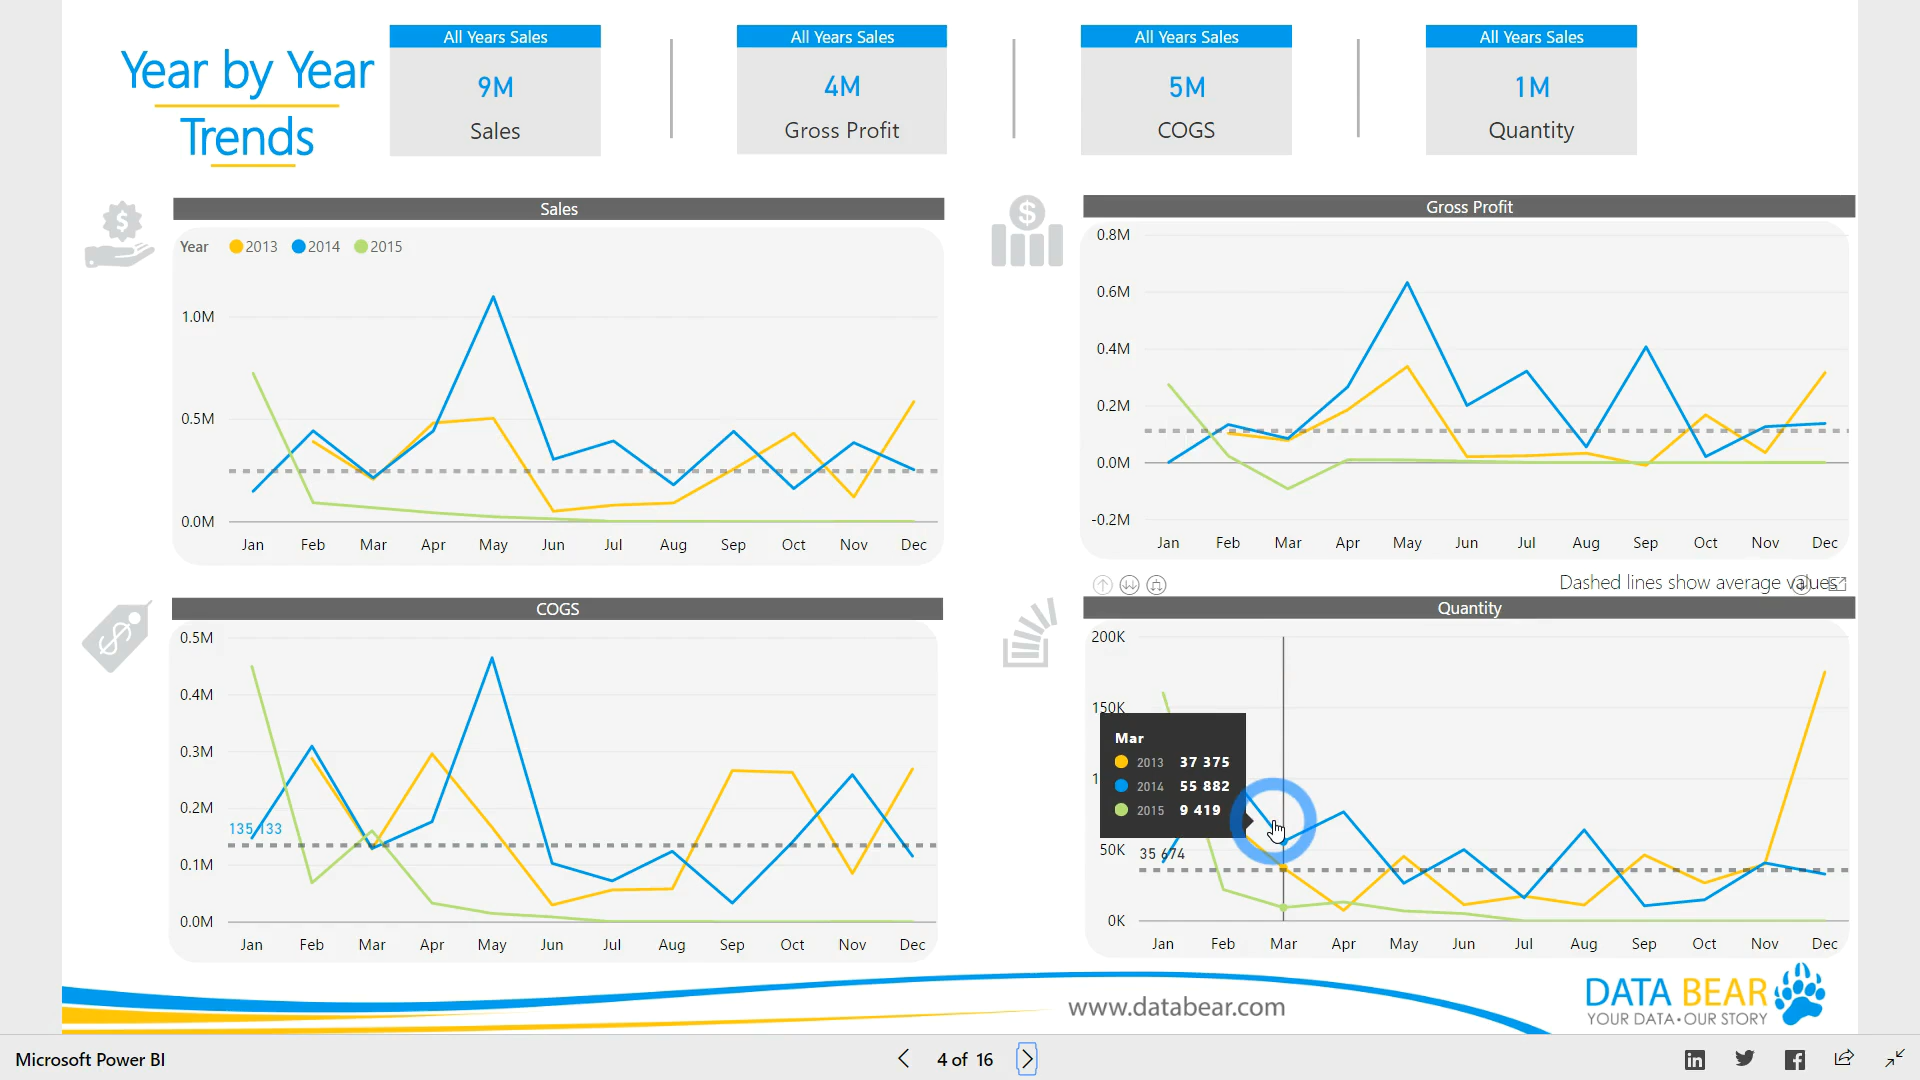 Year by Year
Trends
All Years Sales
9M
Sales
All Years Sales
4M
Gross Profit
All Years Sales
5M
COGS
All Years Sales
1M
Quantity
Sales
Year 2013 2014 2015
1.0M
0.5M
0.0M
Jan Feb Mar Apr May Jun Jul Aug Sep Oct Nov Dec
Gross Profit
0.8M
0.6M
0.4M
0.2M
0.0M
-0.2M
Jan Feb Mar Apr May Jun Jul Aug Sep Oct Nov Dec
Dashed lines show average values
COGS
0.5M
0.4M
0.3M
0.2M
135 133
0.1M
0.0M
Jan Feb Mar Apr May Jun Jul Aug Sep Oct Nov Dec
Quantity
200K
150K
Mar
2013 37 375
2014 55 882
2015 9 419
50K
35 674
0K
Jan Feb Mar Apr May Jun Jul Aug Sep Oct Nov Dec
www.databear.com
DATA BEAR
YOUR DATA•OUR STORY
Microsoft Power BI
4 of 16